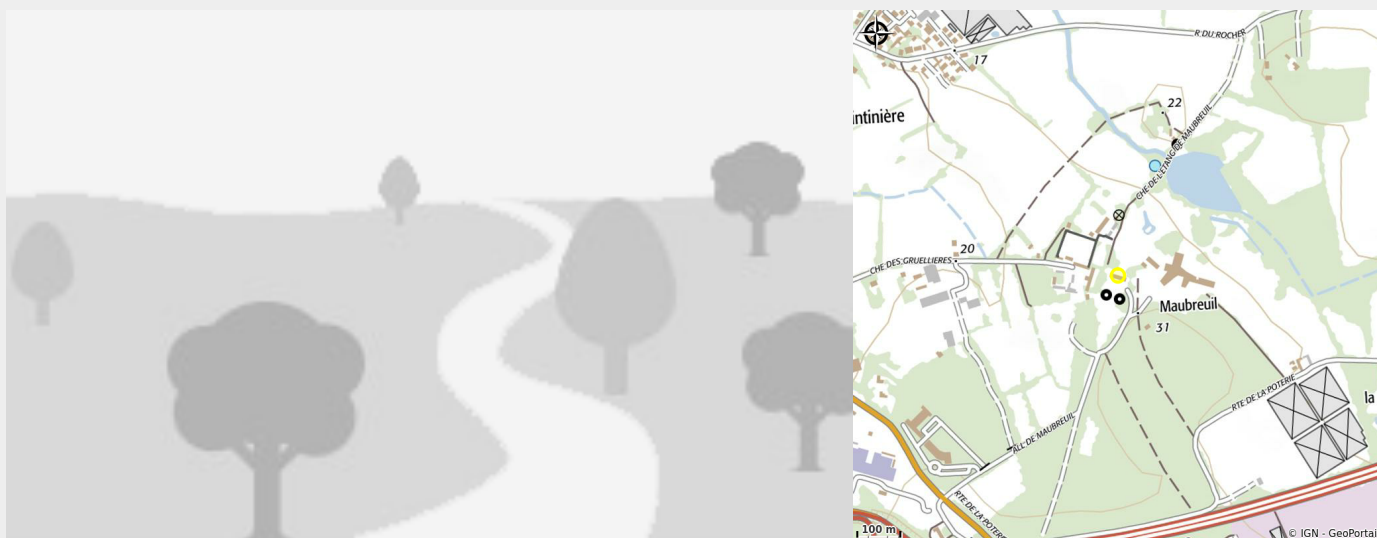 R DU ROCHER
17
22
intinière
CHE-DE-L'ETANG-DE-MAUBREUIL
20
CHE DES GRUELLIERES
Maubreuil
31
RTE DE LA POTERIE
la
ALL DE MAUBREUIL
RTE DE LA POTERIE
100 m
© IGN - GeoPortai